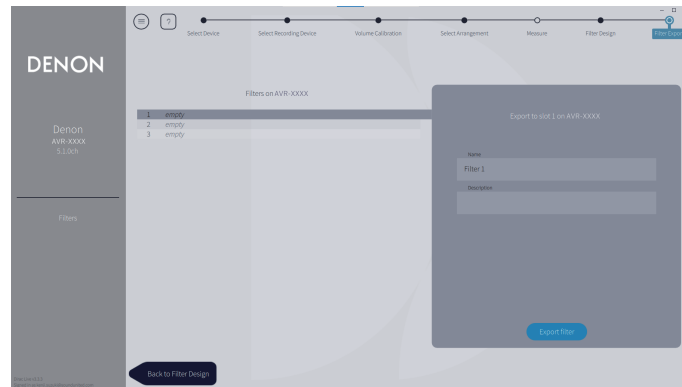 ?
Select Device
Select Recording Device
Volume Calibration
Select Arrangement
Measure
Filter Design
Filter Export
DENON
Denon
AVR-XXXX
5.1.0ch
Filters
Filters on AVR-XXXX
1 empty
2 empty
3 empty
Export to slot 1 on AVR-XXXX
Name
Filter 1
Description
Export filter
Back to Filter Design